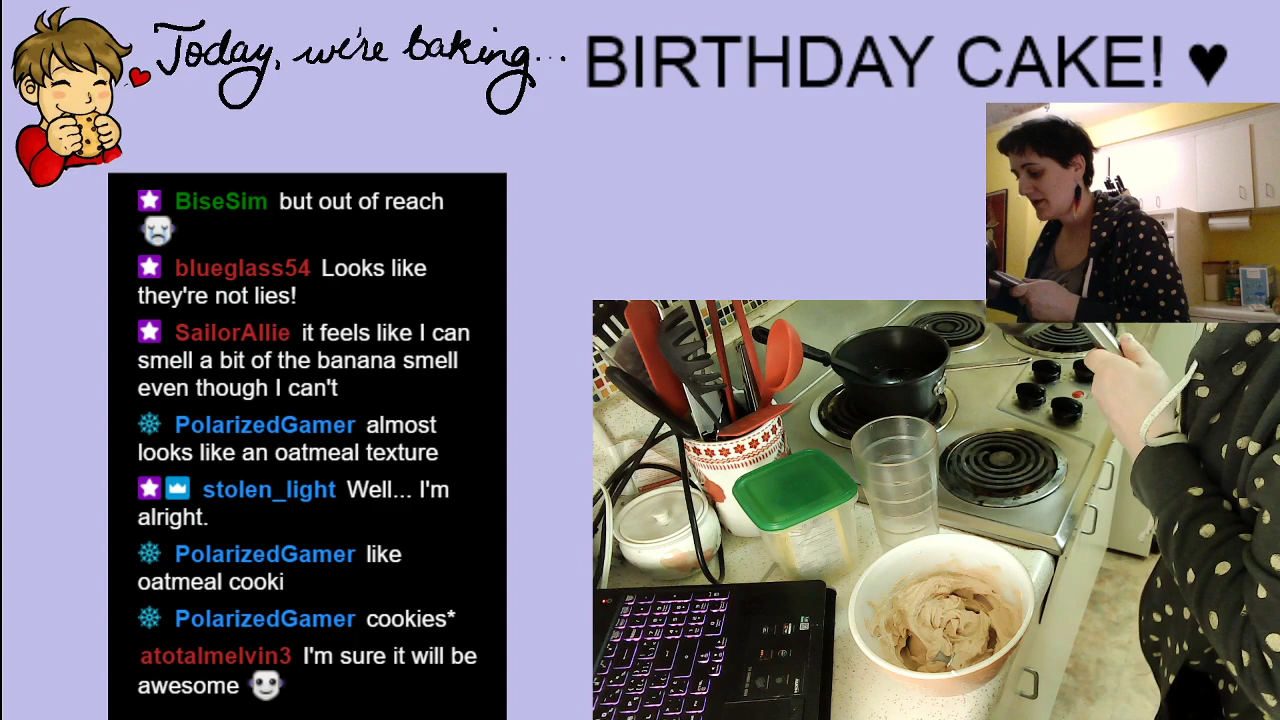 Today, we're baking... BIRTHDAY CAKE! ♥
BiseSim but out of reach
blueglass54 Looks like
they're not lies!
SailorAllie it feels like I can
smell a bit of the banana smell
even though I can't
PolarizedGamer almost
looks like an oatmeal texture
stolen_light Well... I'm
alright.
PolarizedGamer like
oatmeal cooki
PolarizedGamer cookies*
atotalmelvin3 I'm sure it will be
awesome